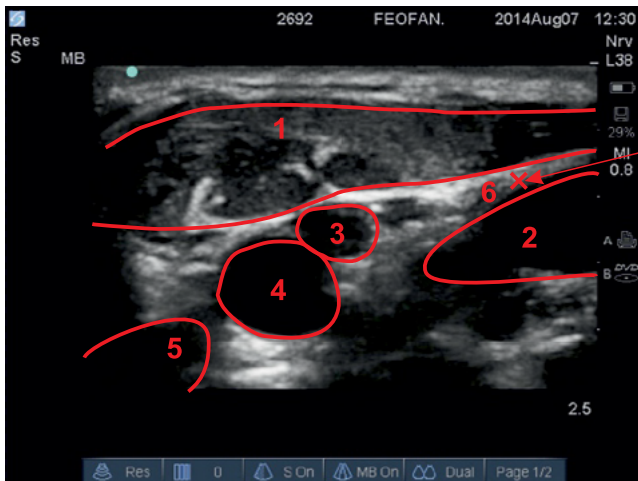 2692 FEOFAN. 2014Aug07 12:30
Res Nrv
S MB L38
29%
MI
0.8
1
6
2
3
4
5
A
B DVD
2.5
Res 0 S On MB On Dual Page 1/2